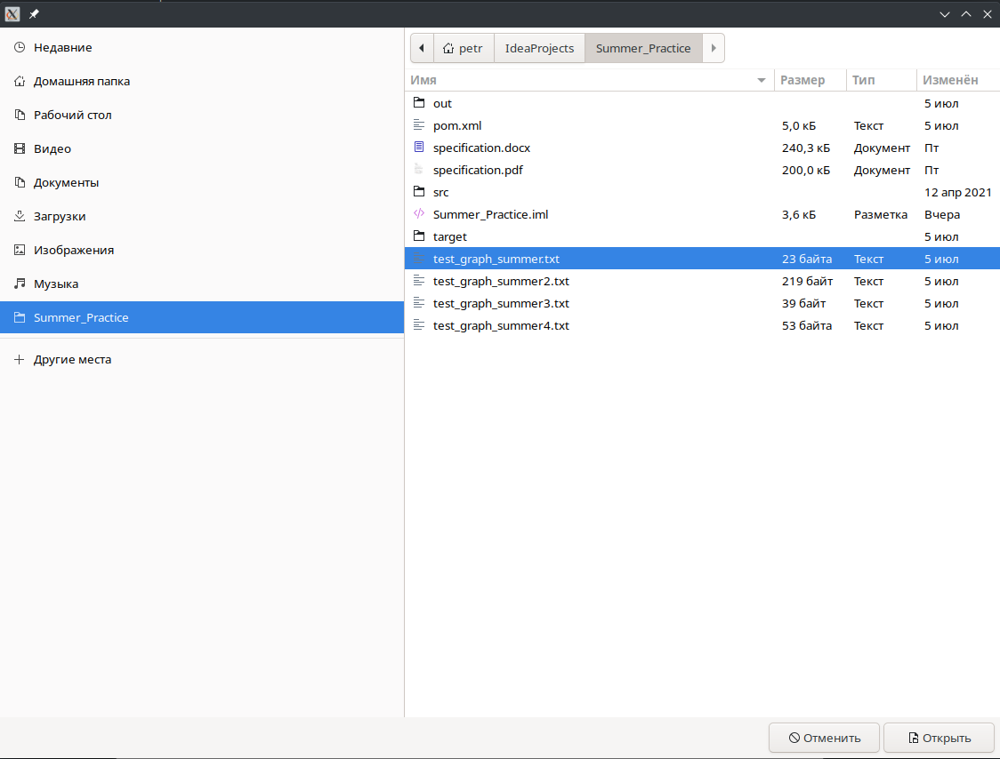 Недавние
Домашняя папка
Рабочий стол
Видео
Документы
Загрузки
Изображения
Музыка
Summer_Practice
Другие места
petr IdeaProjects Summer_Practice
Имя Размер Тип Изменён
out 5 июл
pom.xml 5,0 кБ Текст 5 июл
specification.docx 240,3 кБ Документ Пт
specification.pdf 200,0 кБ Документ Пт
src 12 апр 2021
Summer_Practice.iml 3,6 кБ Разметка Вчера
target 5 июл
test_graph_summer.txt 23 байта Текст 5 июл
test_graph_summer2.txt 219 байт Текст 5 июл
test_graph_summer3.txt 39 байт Текст 5 июл
test_graph_summer4.txt 53 байта Текст 5 июл
Отменить Открыть